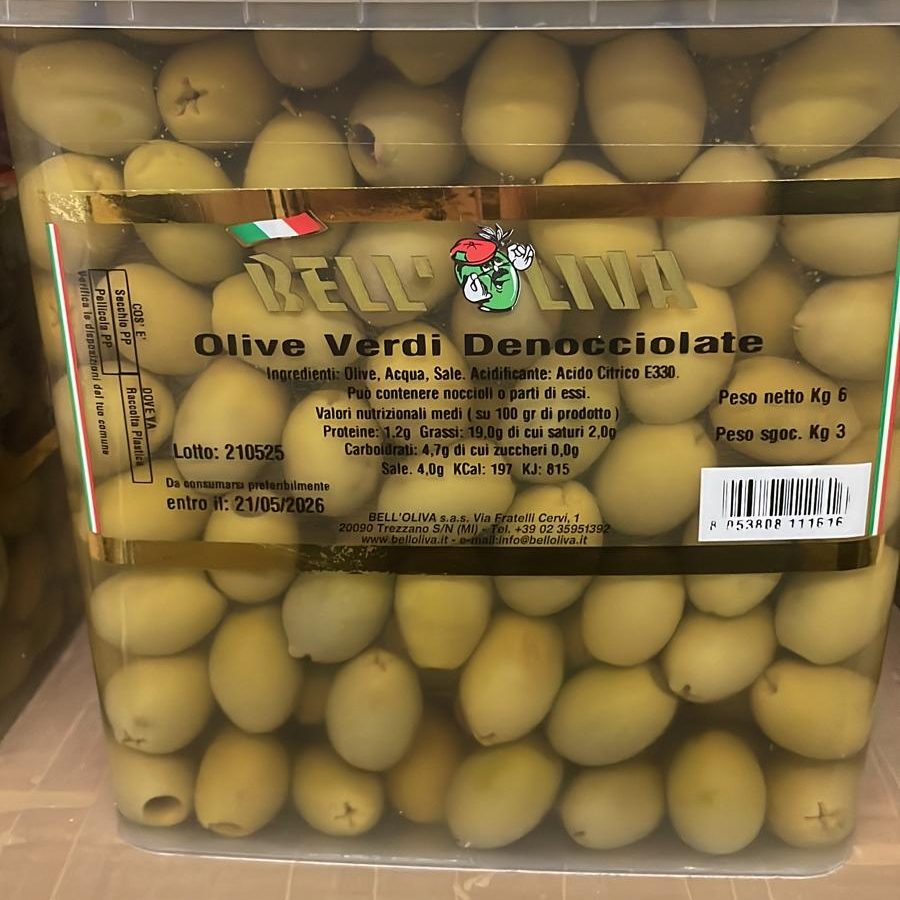 BELL'OLIVA
Olive Verdi Denocciolate
Ingredienti: Olive, Acqua, Sale. Acidificante: Acido Citrico E330.
Può contenere noccioli o parti di essi.
Valori nutrizionali medi ( su 100 gr di prodotto )
Proteine: 1,2g Grassi: 19,0g di cui saturi 2,0g
Carboidrati: 4,7g di cui zuccheri 0,0g
Sale. 4,0g KCal: 197 KJ: 815
Peso netto Kg 6
Peso sgoc. Kg 3
Lotto: 210525
Da consumarsi preferibilmente
entro il: 21/05/2026
BELL'OLIVA s.a.s. Via Fratelli Cervi, 1
20090 Trezzano S/N (MI) - Tel. +39 02 35951392
www.belloliva.it - e-mail:info@belloliva.it
8 053808 111616
COS' E'
DOVE VA
Secchio PP
Raccolta Plastica
Pellicola PP
Verifica le disposizioni del tuo comune